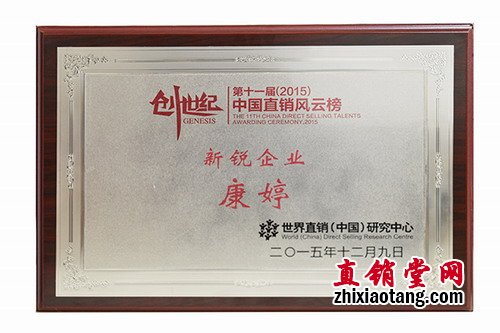 创世纪
GENESIS
第十一届(2015)
中国直销风云榜
THE 11TH CHINA DIRECT SELLING TALENTS
AWARDING CEREMONY,2015
新锐企业
康婷
世界直销(中国)研究中心
World (China) Direct Selling Research Centre
二〇一五年十二月九日
直销堂网
zhixiaotang.com